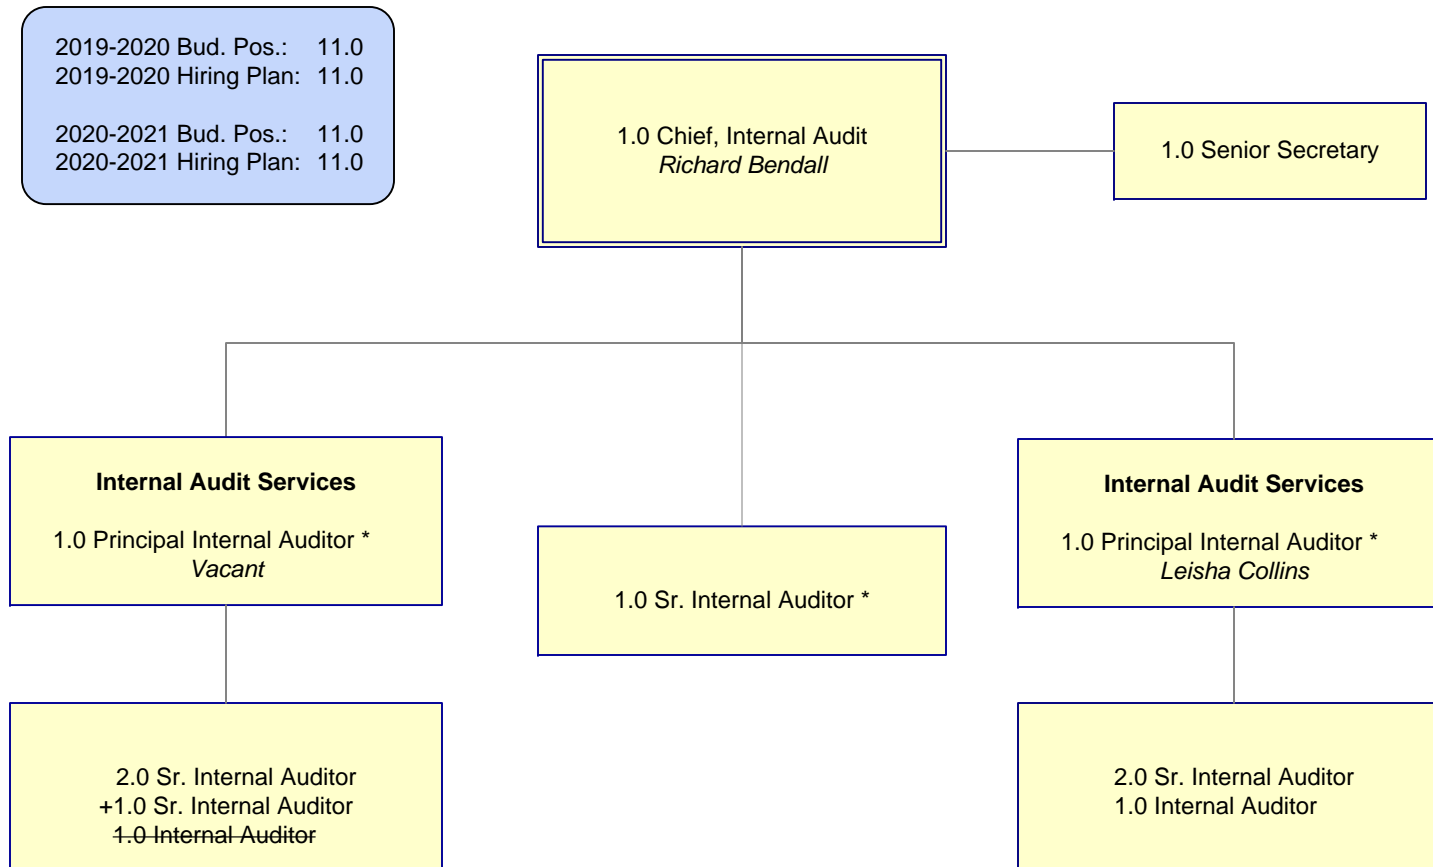 2019-2020 Bud. Pos.: 11.0
2019-2020 Hiring Plan: 11.0
2020-2021 Bud. Pos.: 11.0
2020-2021 Hiring Plan: 11.0
1.0 Chief, Internal Audit
Richard Bendall
1.0 Senior Secretary
Internal Audit Services
1.0 Principal Internal Auditor *
Vacant
1.0 Sr. Internal Auditor *
Internal Audit Services
1.0 Principal Internal Auditor *
Leisha Collins
2.0 Sr. Internal Auditor
+1.0 Sr. Internal Auditor
1.0 Internal Auditor
2.0 Sr. Internal Auditor
1.0 Internal Auditor